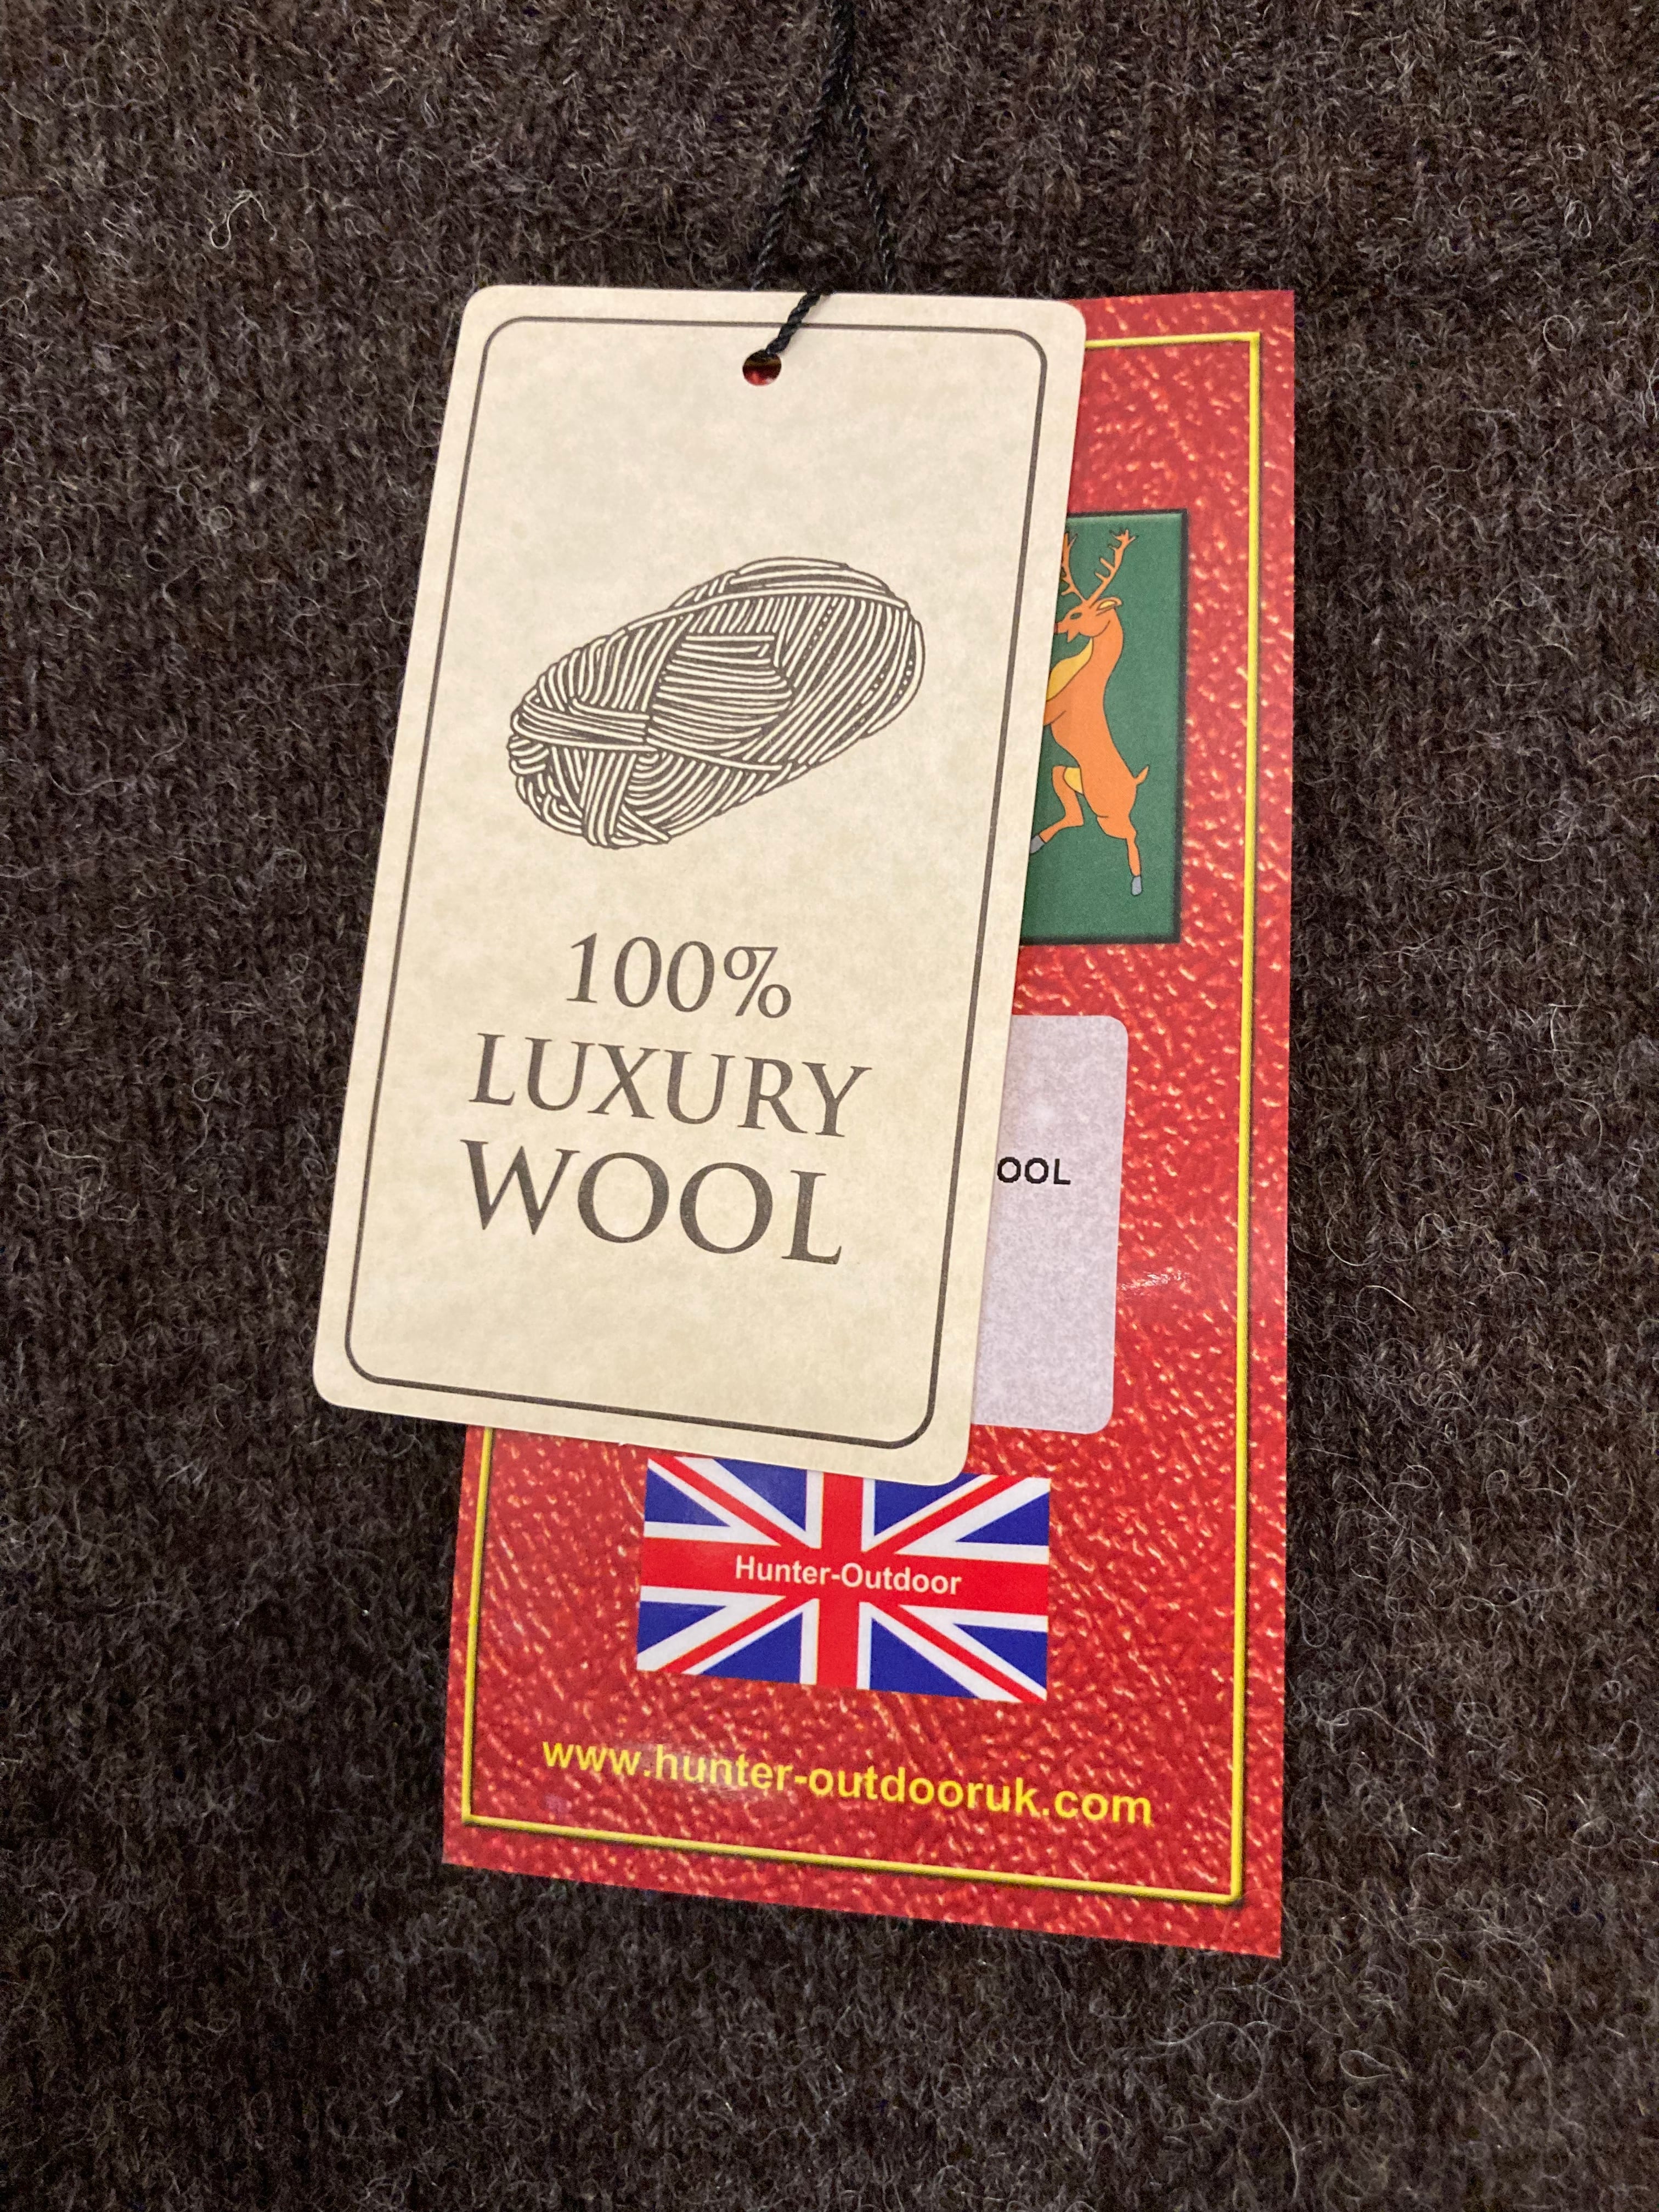 100%
LUXURY
WOOL
OOL
Hunter-Outdoor
www.hunter-outdooruk.com